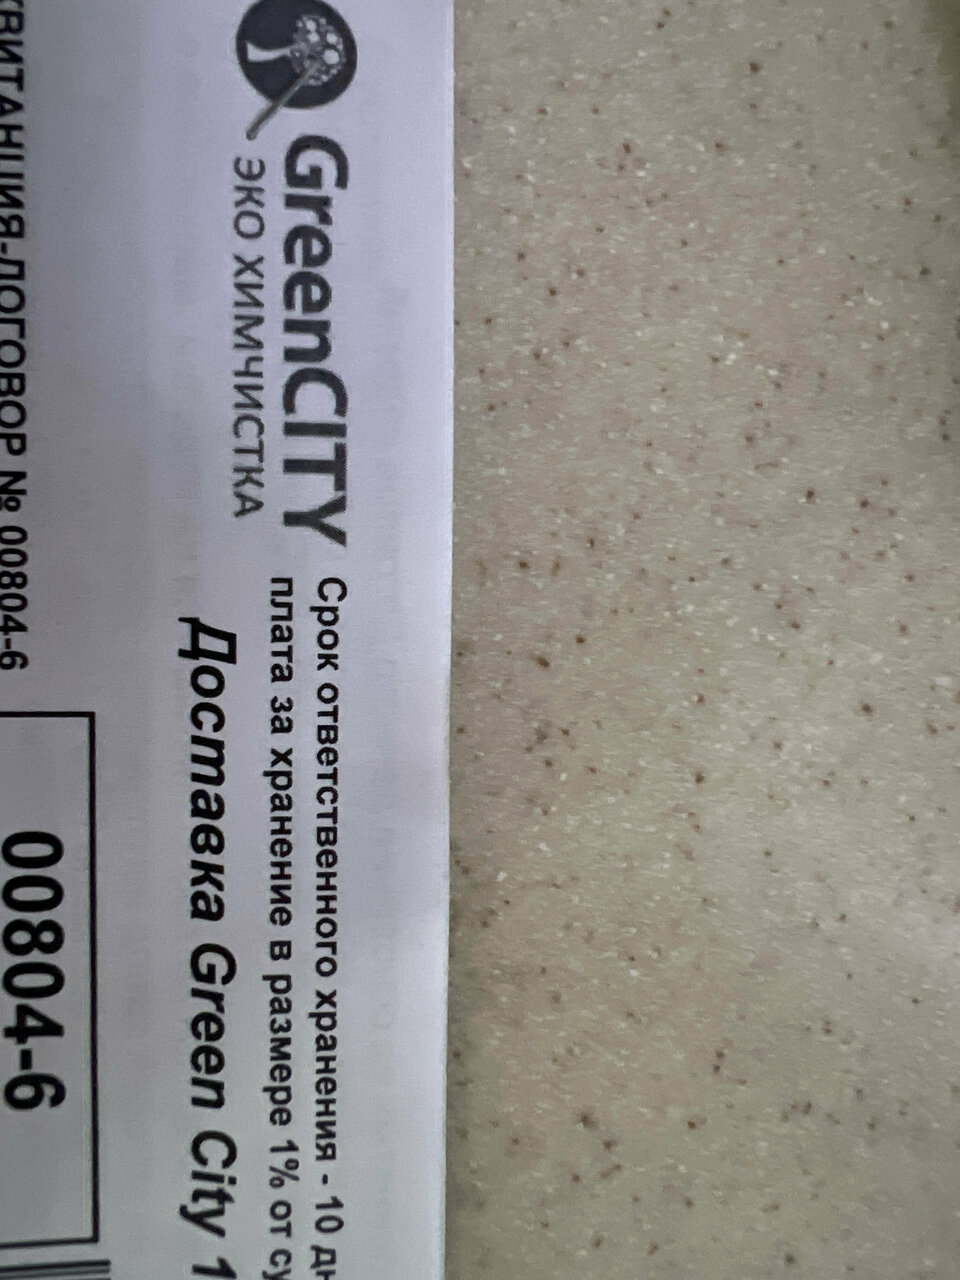 GreenCITY
ЭКО ХИМЧИСТКА
Срок ответственного хранения - 10
плата за хранение в размере 1% от
Доставка Green City 1
КВИТАНЦИЯ-ДОГОВОР № 00804-6
00804-6